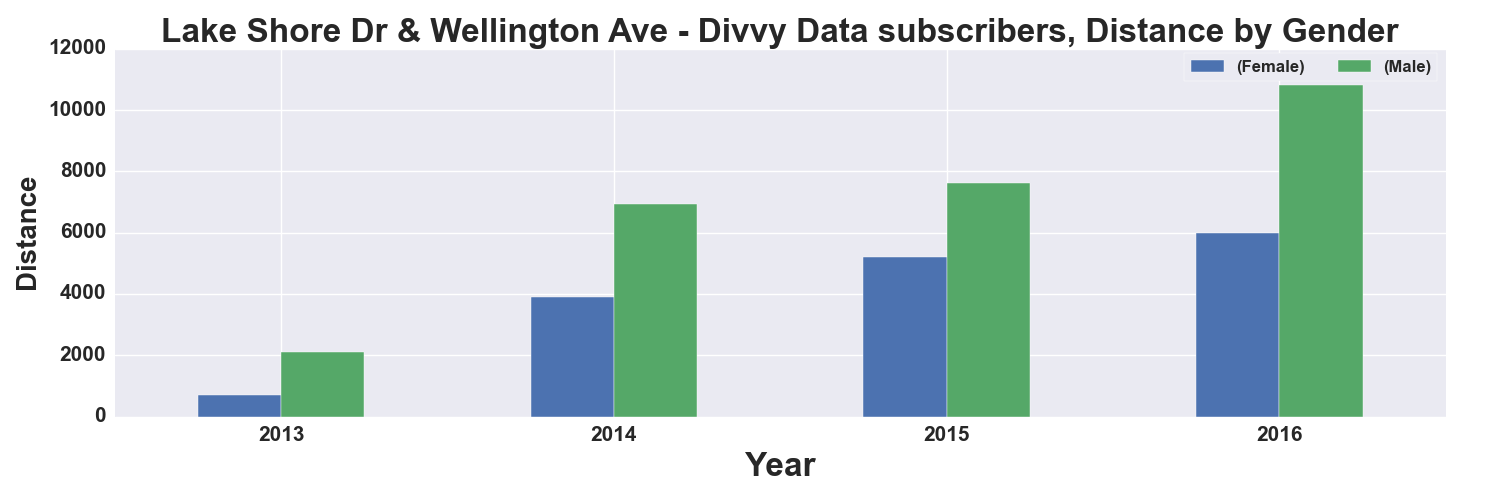 Lake Shore Dr & Wellington Ave - Divvy Data subscribers, Distance by Gender
(Female) (Male)
12000
10000
8000
6000
4000
2000
0
Distance
2013 2014 2015 2016
Year